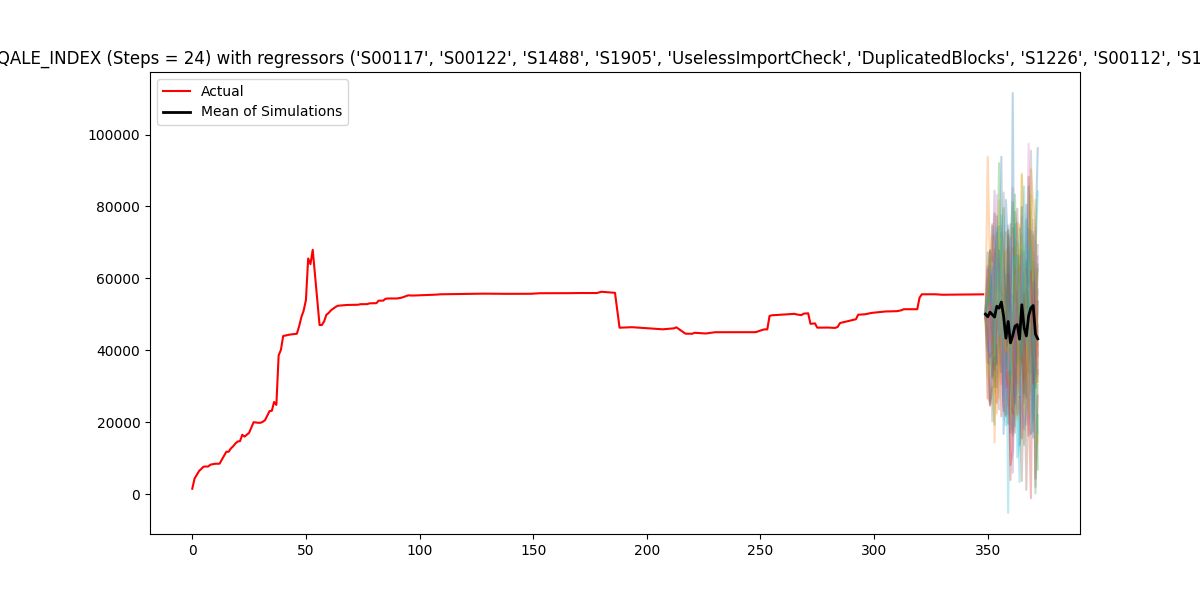 QALE_INDEX (Steps = 24) with regressors ('S00117', 'S00122', 'S1488', 'S1905', 'UselessImportCheck', 'DuplicatedBlocks', 'S1226', 'S00112', 'S1
Actual
Mean of Simulations
100000
80000
60000
40000
20000
0
0 50 100 150 200 250 300 350